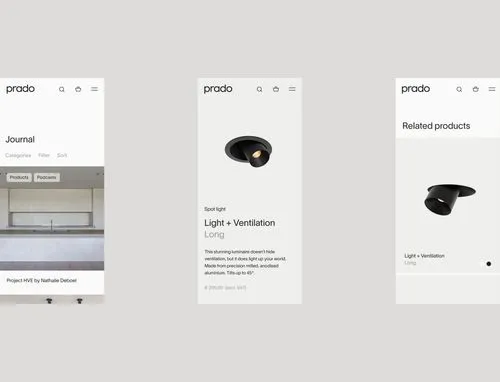 prado
Journal
Categories Filter Sort
Products Podcasts
Project HVE by Nathalie Deboel
prado
Spot light
Light + Ventilation
Long
This stunning luminaire doesn't hide
ventilation, but it does light up your world.
Made from precision milled, anodised
aluminium. Tilts up to 45°.
prado
Related products
Light + Ventilation
Long